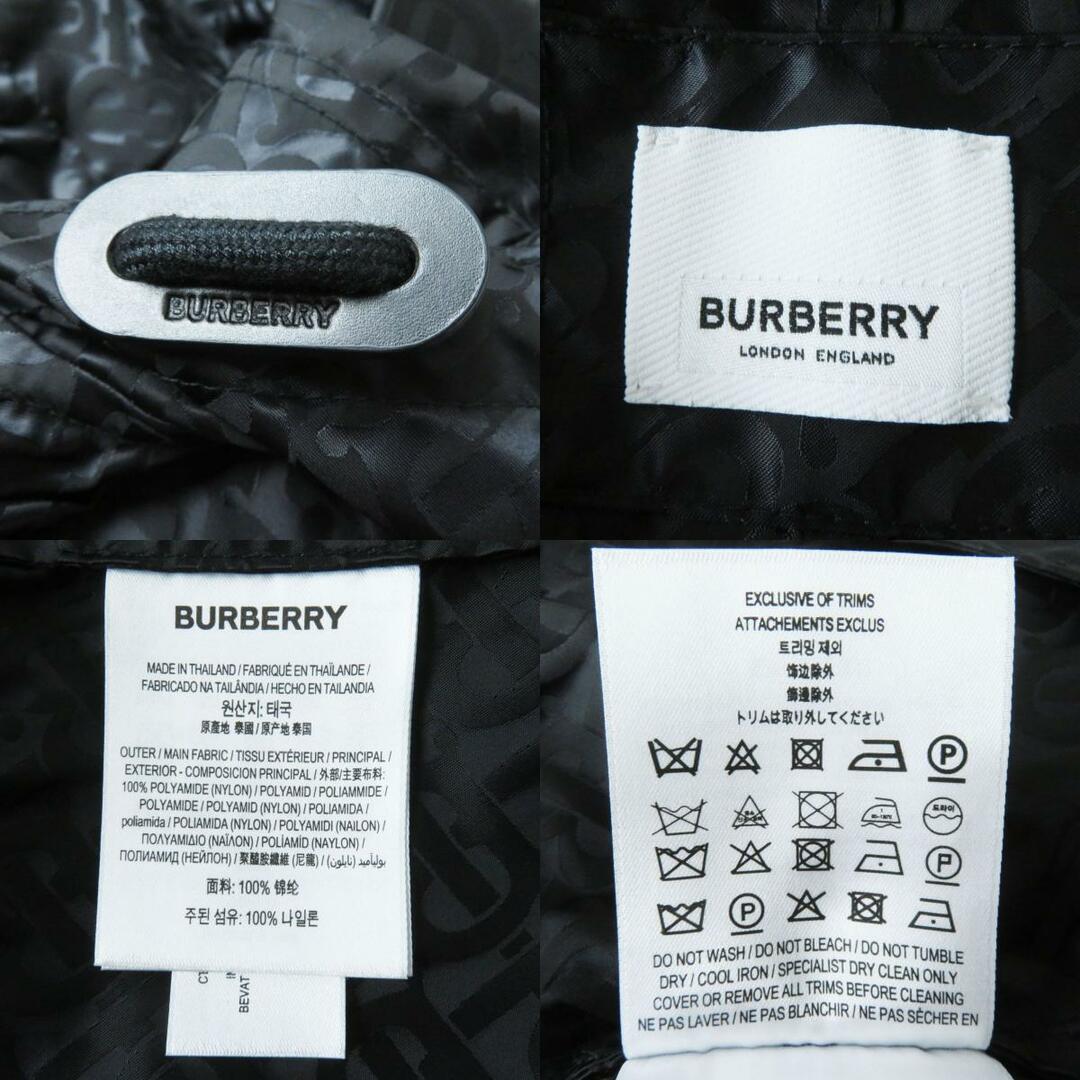 BURBERRY
BURBERRY
LONDON ENGLAND
BURBERRY
MADE IN THAILAND / FABRIQUÉ EN THAÏLANDE /
FABRICADO NA TAILÂNDIA / HECHO EN TAILANDIA
원산지: 태국
原產地 泰國 / 原产地 泰国
OUTER / MAIN FABRIC / TISSU EXTÉRIEUR / PRINCIPAL /
EXTERIOR - COMPOSICION PRINCIPAL / 外部/主要布料:
100% POLYAMIDE (NYLON) / POLIAMMIDE /
POLYAMIDE / POLYAMID (NYLON) / POLIAMIDA /
poliamida / POLIAMIDA (NYLON) / POLYAMIDI (NAILON) /
ΠΟΛΥΑΜΙΔΙΟ (ΝΑΪΛΟΝ) / POLİAMİD (NAYLON) /
ПОЛИАМИД (НЕЙЛОН) / 聚醯胺纖維 (尼龍) / بوليأميد (نايلون)
面料: 100% 锦纶
주된 섬유: 100% 나일론
BEVAT
EXCLUSIVE OF TRIMS
ATTACHEMENTS EXCLUS
트리밍 제외
饰边除外
飾邊除外
トリムは取り外してください
P
드라이
P
P
DO NOT WASH / DO NOT BLEACH / DO NOT TUMBLE
DRY / COOL IRON / SPECIALIST DRY CLEAN ONLY
COVER OR REMOVE ALL TRIMS BEFORE CLEANING
NE PAS LAVER / NE PAS BLANCHIR / NE PAS SÉCHER EN